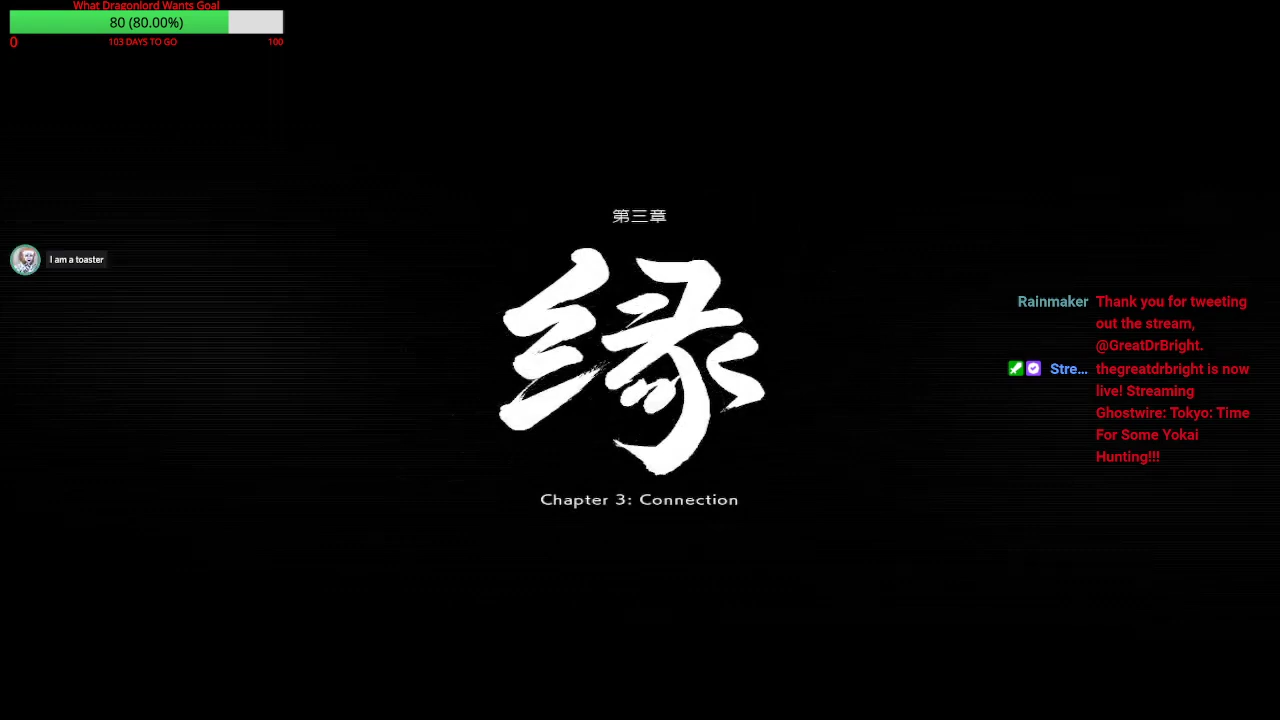 What Dragonlord Wants Goal
80 (80.00%)
0 103 DAYS TO GO 100
第三章
I am a toaster
縁
Rainmaker Thank you for tweeting
out the stream,
@GreatDrBright.
Stre... thegreatdrbright is now
live! Streaming
Ghostwire: Tokyo: Time
For Some Yokai
Hunting!!!
Chapter 3: Connection